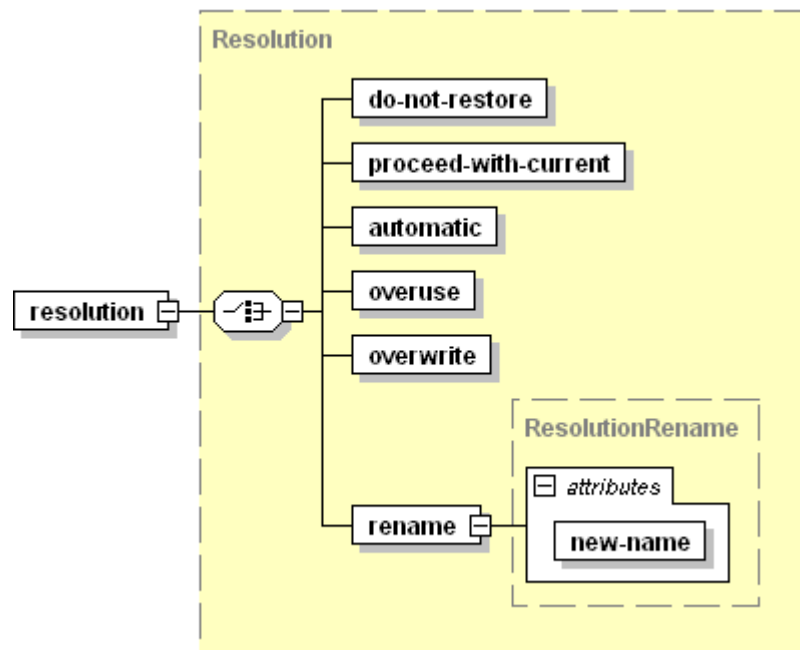 Resolution
do-not-restore
proceed-with-current
automatic
overuse
resolution
overwrite
ResolutionRename
attributes
rename
new-name